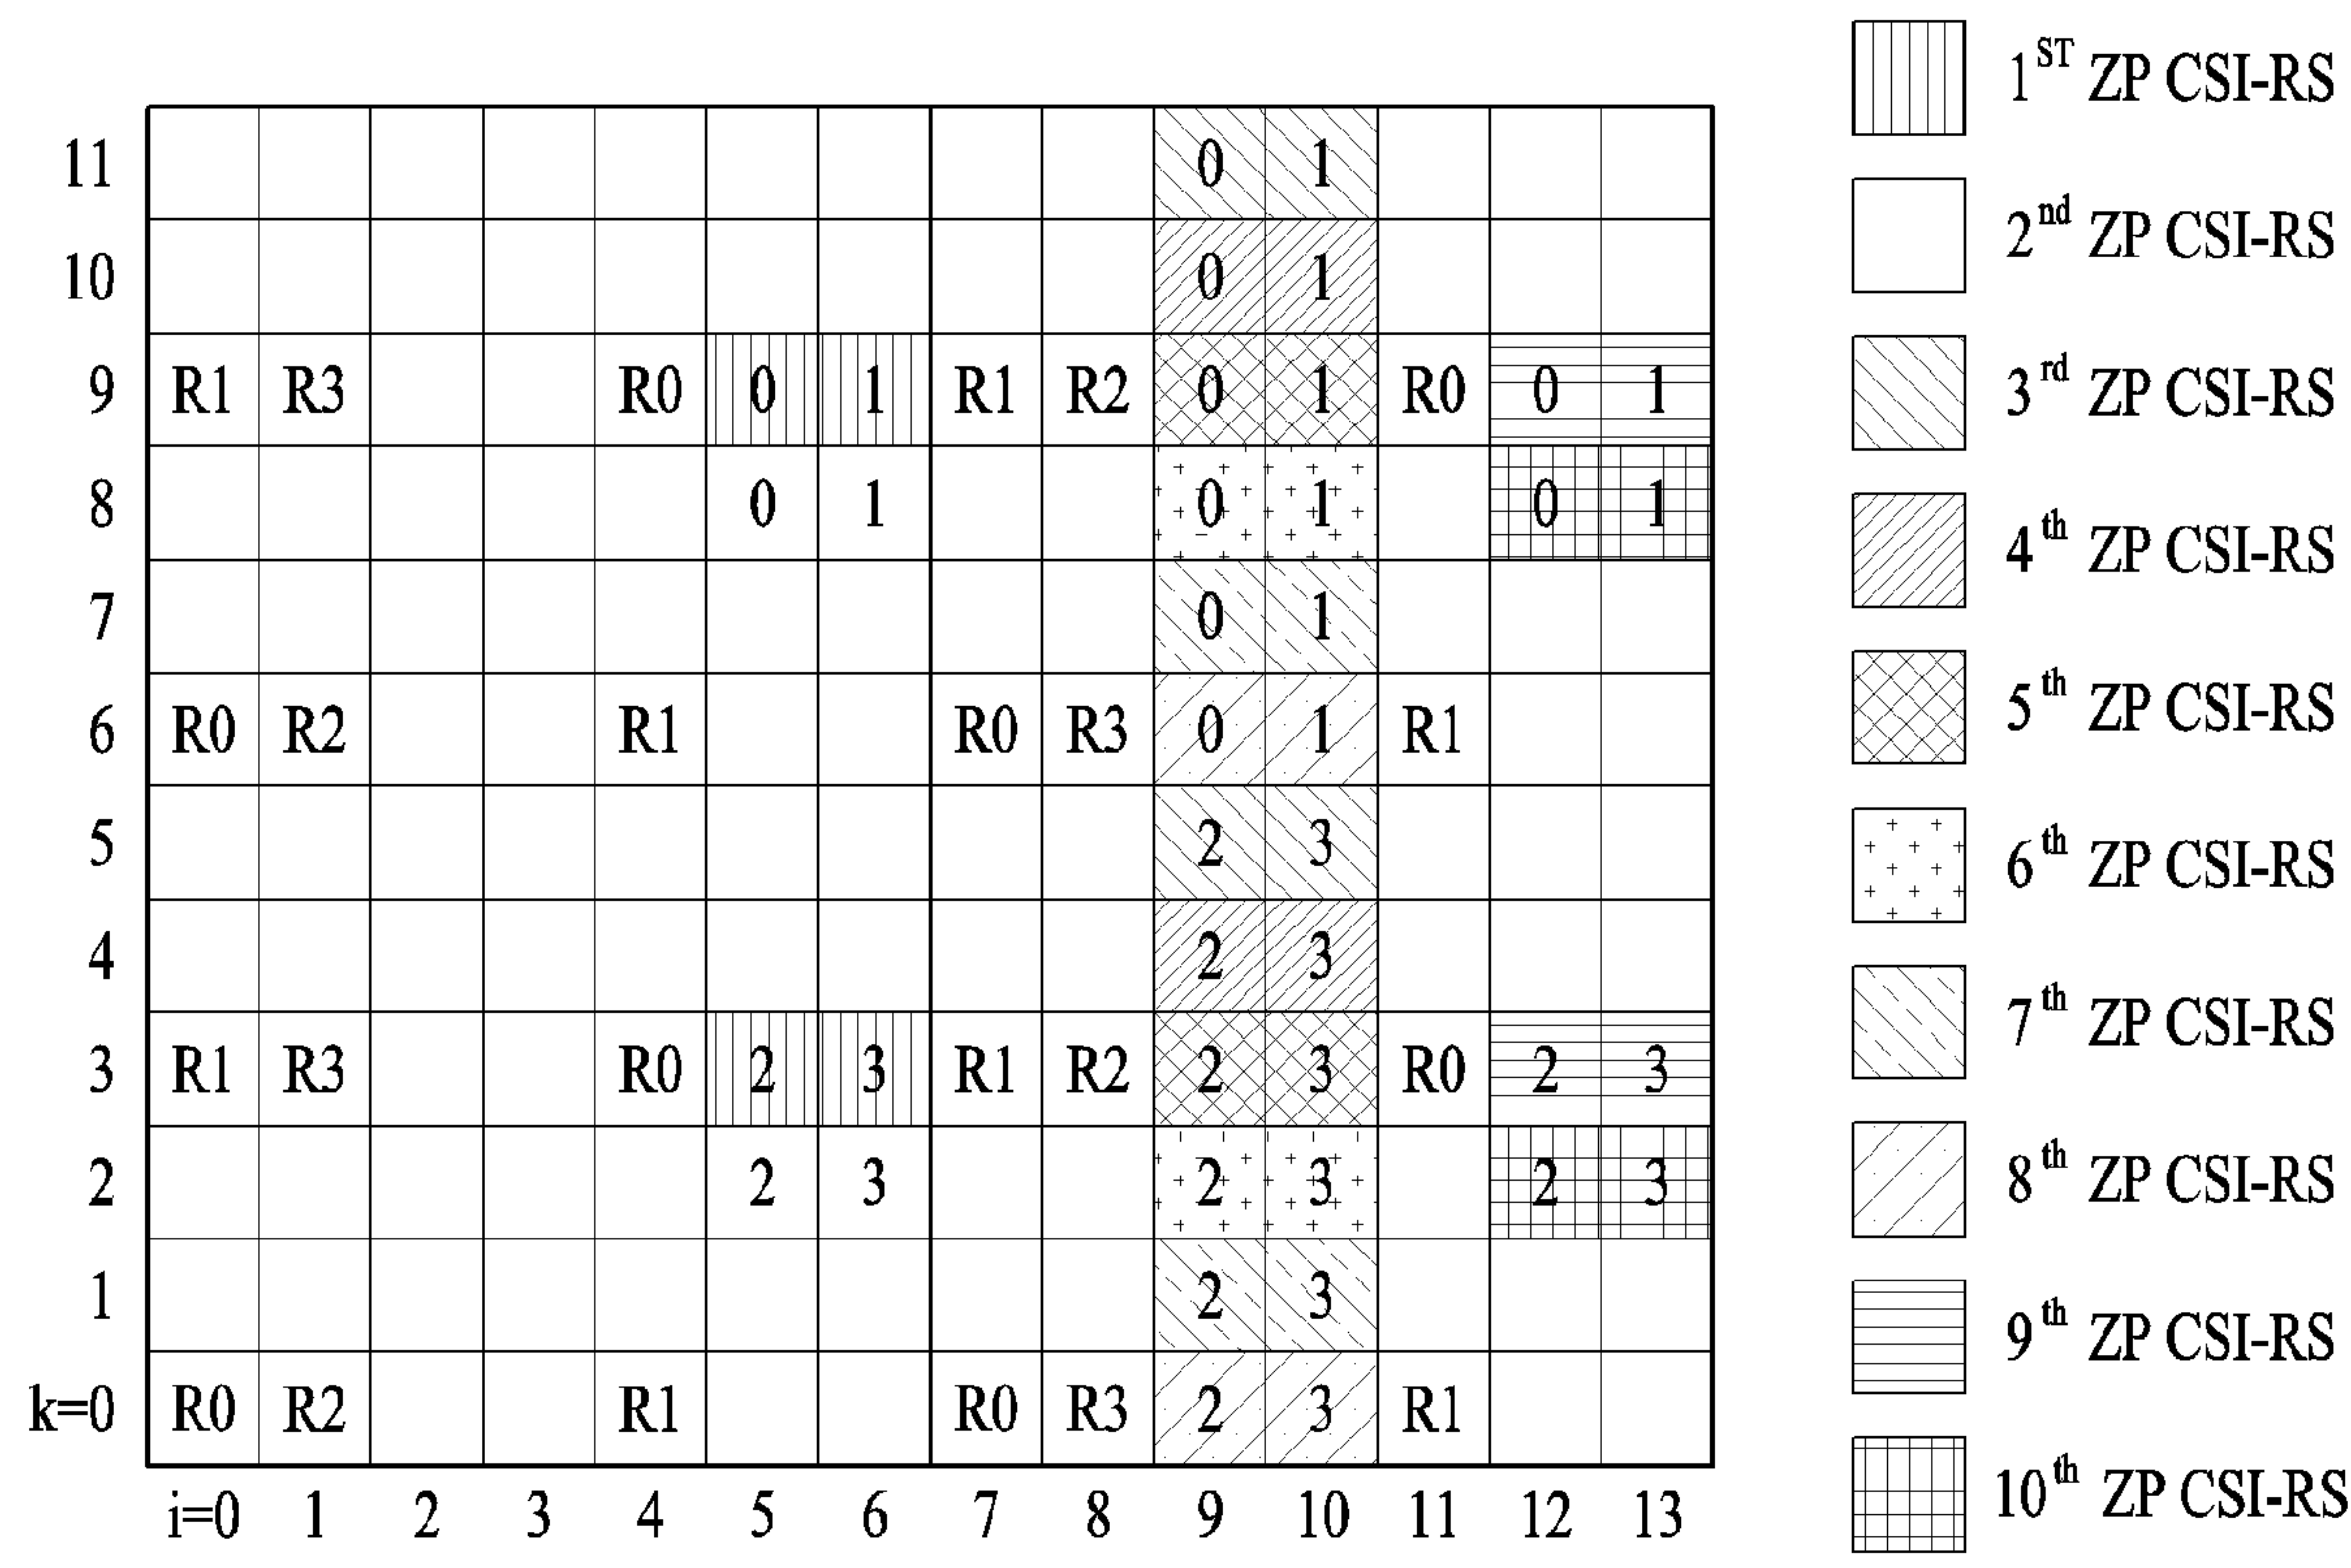 11 0 1
10 0 1
9 R1 R3 R0 0 1 R1 R2 0 1 R0 0 1
8 0 1 0 1 0 1
7 0 1
6 R0 R2 R1 R0 R3 0 1 R1
5 2 3
4 2 3
3 R1 R3 R0 2 3 R1 R2 2 3 R0 2 3
2 2 3 2 3 2 3
1 2 3
k=0 R0 R2 R1 R0 R3 2 3 R1
i=0 1 2 3 4 5 6 7 8 9 10 11 12 13
1ST ZP CSI-RS
2nd ZP CSI-RS
3rd ZP CSI-RS
4th ZP CSI-RS
5th ZP CSI-RS
6th ZP CSI-RS
7th ZP CSI-RS
8th ZP CSI-RS
9th ZP CSI-RS
10th ZP CSI-RS